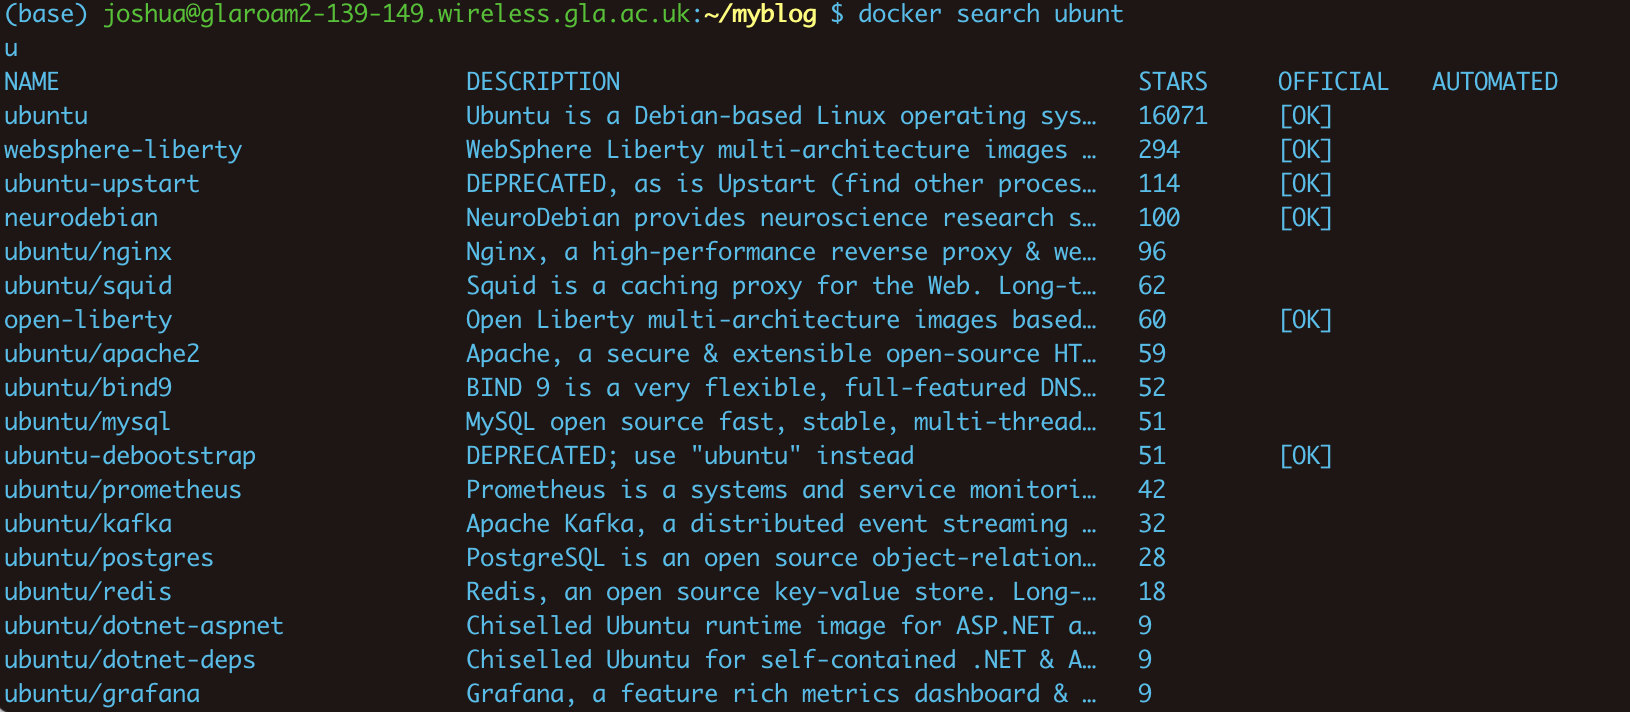 (base) joshua@glaroam2-139-149.wireless.gla.ac.uk:~/myblog $ docker search ubunt
u
NAME DESCRIPTION STARS OFFICIAL AUTOMATED
ubuntu Ubuntu is a Debian-based Linux operating sys… 16071 [OK]
websphere-liberty WebSphere Liberty multi-architecture images … 294 [OK]
ubuntu-upstart DEPRECATED, as is Upstart (find other proces… 114 [OK]
neurodebian NeuroDebian provides neuroscience research s… 100 [OK]
ubuntu/nginx Nginx, a high-performance reverse proxy & we… 96
ubuntu/squid Squid is a caching proxy for the Web. Long-t… 62
open-liberty Open Liberty multi-architecture images based… 60 [OK]
ubuntu/apache2 Apache, a secure & extensible open-source HT… 59
ubuntu/bind9 BIND 9 is a very flexible, full-featured DNS… 52
ubuntu/mysql MySQL open source fast, stable, multi-thread… 51
ubuntu-debootstrap DEPRECATED; use "ubuntu" instead 51 [OK]
ubuntu/prometheus Prometheus is a systems and service monitori… 42
ubuntu/kafka Apache Kafka, a distributed event streaming … 32
ubuntu/postgres PostgreSQL is an open source object-relation… 28
ubuntu/redis Redis, an open source key-value store. Long-… 18
ubuntu/dotnet-aspnet Chiselled Ubuntu runtime image for ASP.NET a… 9
ubuntu/dotnet-deps Chiselled Ubuntu for self-contained .NET & A… 9
ubuntu/grafana Grafana, a feature rich metrics dashboard & … 9